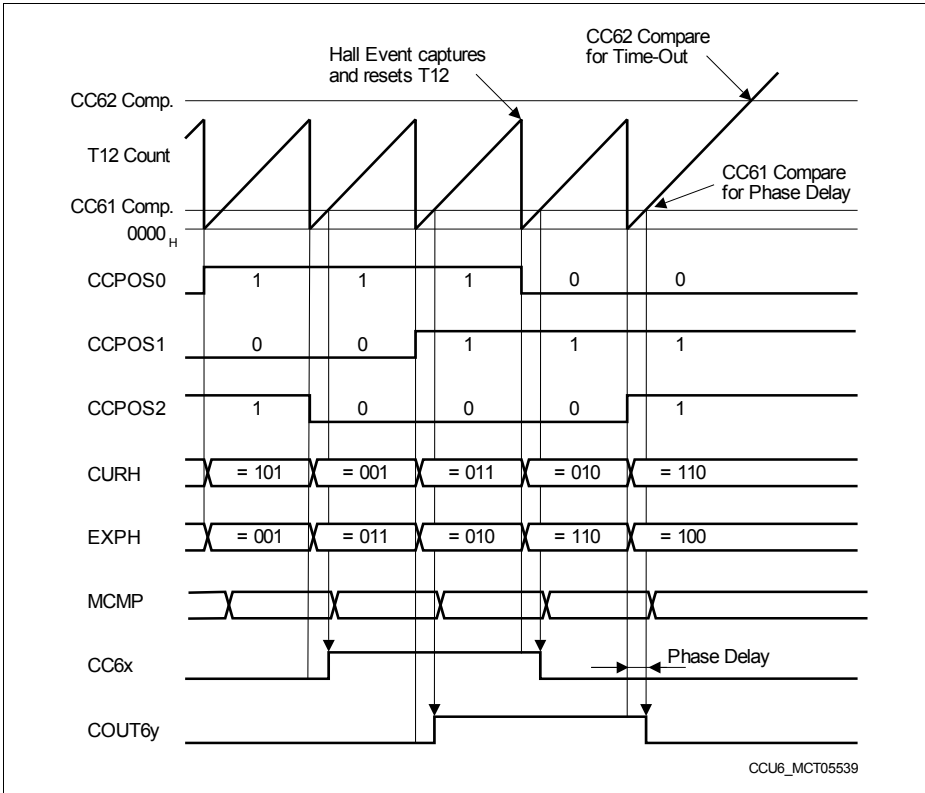 CC62 Compare
for Time-Out
Hall Event captures
and resets T12
CC62 Comp.
T12 Count
CC61 Compare
for Phase Delay
CC61 Comp.
0000 H
CCPOS0 1 1 1 0 0
CCPOS1 0 0 1 1 1
CCPOS2 1 0 0 0 1
CURH = 101 = 001 = 011 = 010 = 110
EXPH = 001 = 011 = 010 = 110 = 100
MCMP
CC6x
Phase Delay
COUT6y
CCU6_MCT05539